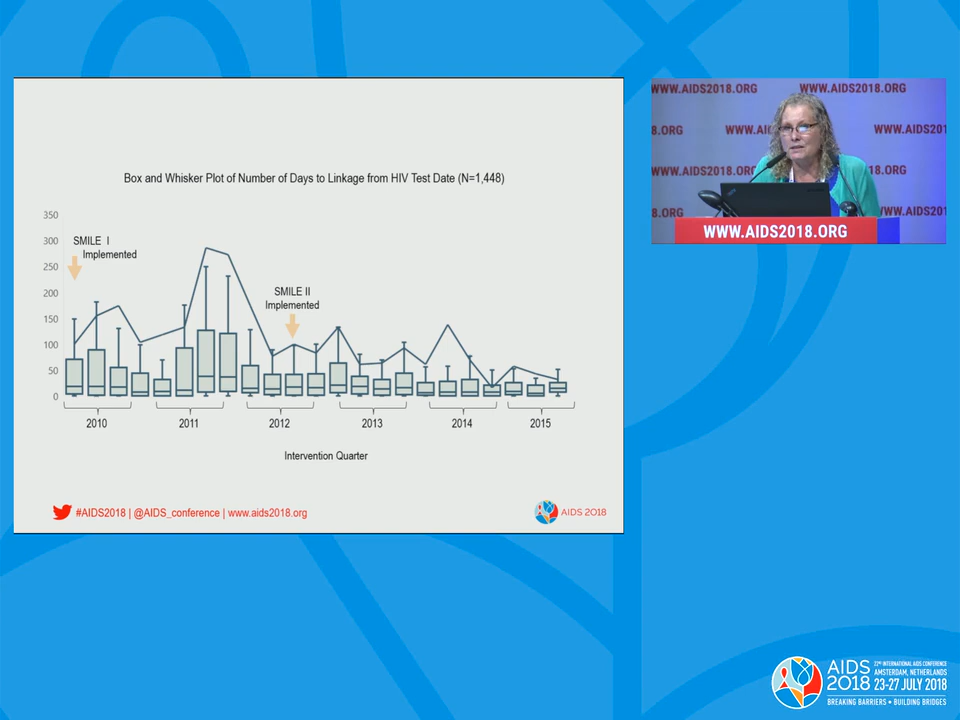 Box and Whisker Plot of Number of Days to Linkage from HIV Test Date (N=1,448)
350
300
250
200
150
100
50
0
SMILE I
Implemented
SMILE II
Implemented
2010
2011
2012
2013
2014
2015
Intervention Quarter
#AIDS2018 | @AIDS_conference | www.aids2018.org
AIDS 2018
WWW.AIDS2018.ORG
WWW.AIDS2018.ORG
8.ORG
WWW.AI
WWW.AIDS201
WWW.AIDS2018.ORG
18.ORG
8.ORG
WWW.AIDS201
WWW.AIDS2018.ORG
AIDS 2018
22ND INTERNATIONAL AIDS CONFERENCE
AMSTERDAM, NETHERLANDS
23-27 JULY 2018
BREAKING BARRIERS • BUILDING BRIDGES